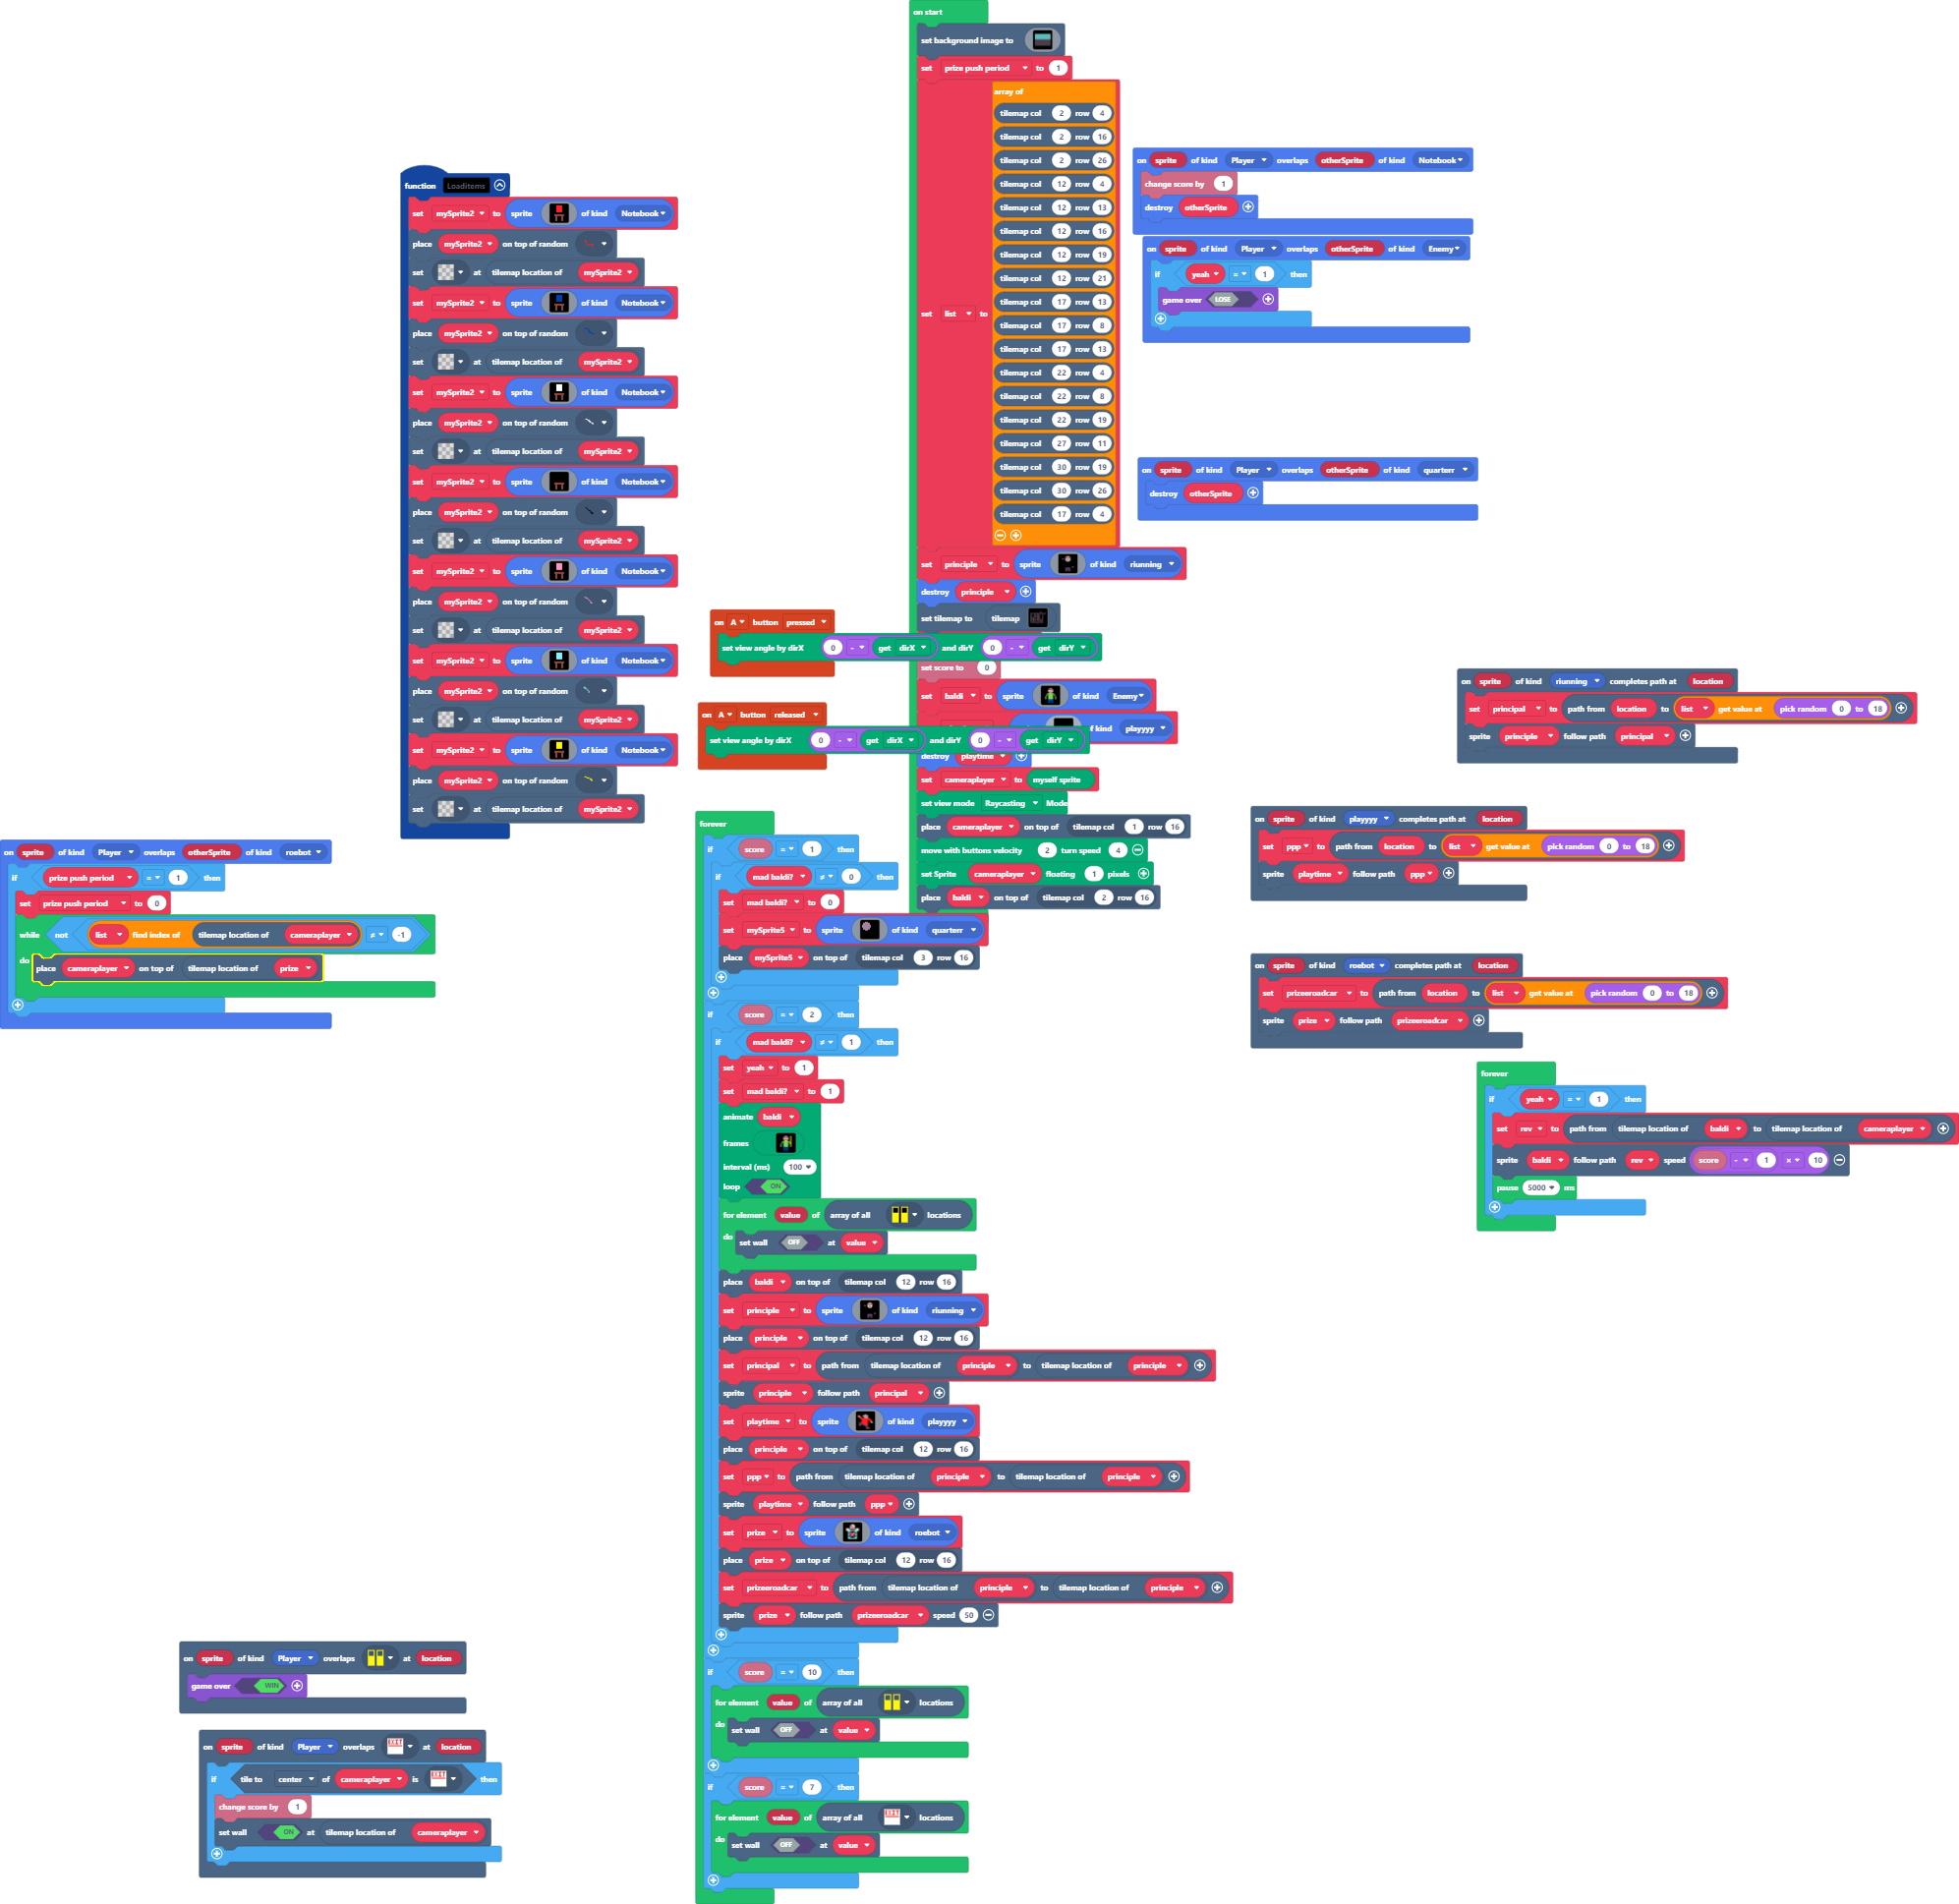 on start
set background image to
set prize push period to 1
set list to
array of
tilemap col 2 row 4
tilemap col 2 row 16
tilemap col 2 row 26
tilemap col 12 row 4
tilemap col 12 row 13
tilemap col 12 row 16
tilemap col 12 row 19
tilemap col 12 row 21
tilemap col 17 row 13
tilemap col 17 row 8
tilemap col 17 row 13
tilemap col 22 row 4
tilemap col 22 row 8
tilemap col 22 row 19
tilemap col 27 row 11
tilemap col 30 row 19
tilemap col 30 row 26
tilemap col 17 row 4
set principle to sprite of kind riunning
destroy principle
set tilemap to tilemap
set score to 0
set baldi to sprite of kind Enemy
f kind playyyy
destroy playtime
set cameraplayer to myself sprite
set view mode Raycasting Mode
place cameraplayer on top of tilemap col 1 row 16
move with buttons velocity 2 turn speed 4
set Sprite cameraplayer floating 1 pixels
place baldi on top of tilemap col 2 row 16
function Loaditems
set mySprite2 to sprite of kind Notebook
place mySprite2 on top of random
set at tilemap location of mySprite2
set mySprite2 to sprite of kind Notebook
place mySprite2 on top of random
set at tilemap location of mySprite2
set mySprite2 to sprite of kind Notebook
place mySprite2 on top of random
set at tilemap location of mySprite2
set mySprite2 to sprite of kind Notebook
place mySprite2 on top of random
set at tilemap location of mySprite2
set mySprite2 to sprite of kind Notebook
place mySprite2 on top of random
set at tilemap location of mySprite2
set mySprite2 to sprite of kind Notebook
place mySprite2 on top of random
set at tilemap location of mySprite2
set mySprite2 to sprite of kind Notebook
place mySprite2 on top of random
set at tilemap location of mySprite2
on sprite of kind Player overlaps otherSprite of kind Notebook
change score by 1
destroy otherSprite
on sprite of kind Player overlaps otherSprite of kind Enemy
if yeah = 1 then
game over LOSE
on sprite of kind Player overlaps otherSprite of kind quarterr
destroy otherSprite
on A button pressed
set view angle by dirX 0 - get dirX and dirY 0 - get dirY
on A button released
set view angle by dirX 0 - get dirX and dirY 0 - get dirY
on sprite of kind riunning completes path at location
set principal to path from location to list get value at pick random 0 to 18
sprite principle follow path principal
on sprite of kind playyyy completes path at location
set ppp to path from location to list get value at pick random 0 to 18
sprite playtime follow path ppp
on sprite of kind roebot completes path at location
set prizeeroadcar to path from location to list get value at pick random 0 to 18
sprite prize follow path prizeeroadcar
forever
if yeah = 1 then
set rev to path from tilemap location of baldi to tilemap location of cameraplayer
sprite baldi follow path rev speed score - 1 × 10
pause 5000 ms
on sprite of kind Player overlaps otherSprite of kind roebot
if prize push period = 1 then
set prize push period to 0
while not list find index of tilemap location of cameraplayer ≠ -1
do place cameraplayer on top of tilemap location of prize
forever
if score = 1 then
if mad baldi? ≠ 0 then
set mad baldi? to 0
set mySprite5 to sprite of kind quarterr
place mySprite5 on top of tilemap col 3 row 16
if score = 2 then
if mad baldi? ≠ 1 then
set yeah to 1
set mad baldi? to 1
animate baldi
frames
interval (ms) 100
loop ON
for element value of array of all locations
do set wall OFF at value
place baldi on top of tilemap col 12 row 16
set principle to sprite of kind riunning
place principle on top of tilemap col 12 row 16
set principal to path from tilemap location of principle to tilemap location of principle
sprite principle follow path principal
set playtime to sprite of kind playyyy
place principle on top of tilemap col 12 row 16
set ppp to path from tilemap location of principle to tilemap location of principle
sprite playtime follow path ppp
set prize to sprite of kind roebot
place prize on top of tilemap col 12 row 16
set prizeeroadcar to path from tilemap location of principle to tilemap location of principle
sprite prize follow path prizeeroadcar speed 50
if score = 10 then
for element value of array of all locations
do set wall OFF at value
if score = 7 then
for element value of array of all locations
do set wall OFF at value
on sprite of kind Player overlaps at location
game over WIN
on sprite of kind Player overlaps at location
if tile to center of cameraplayer is then
change score by 1
set wall ON at tilemap location of cameraplayer